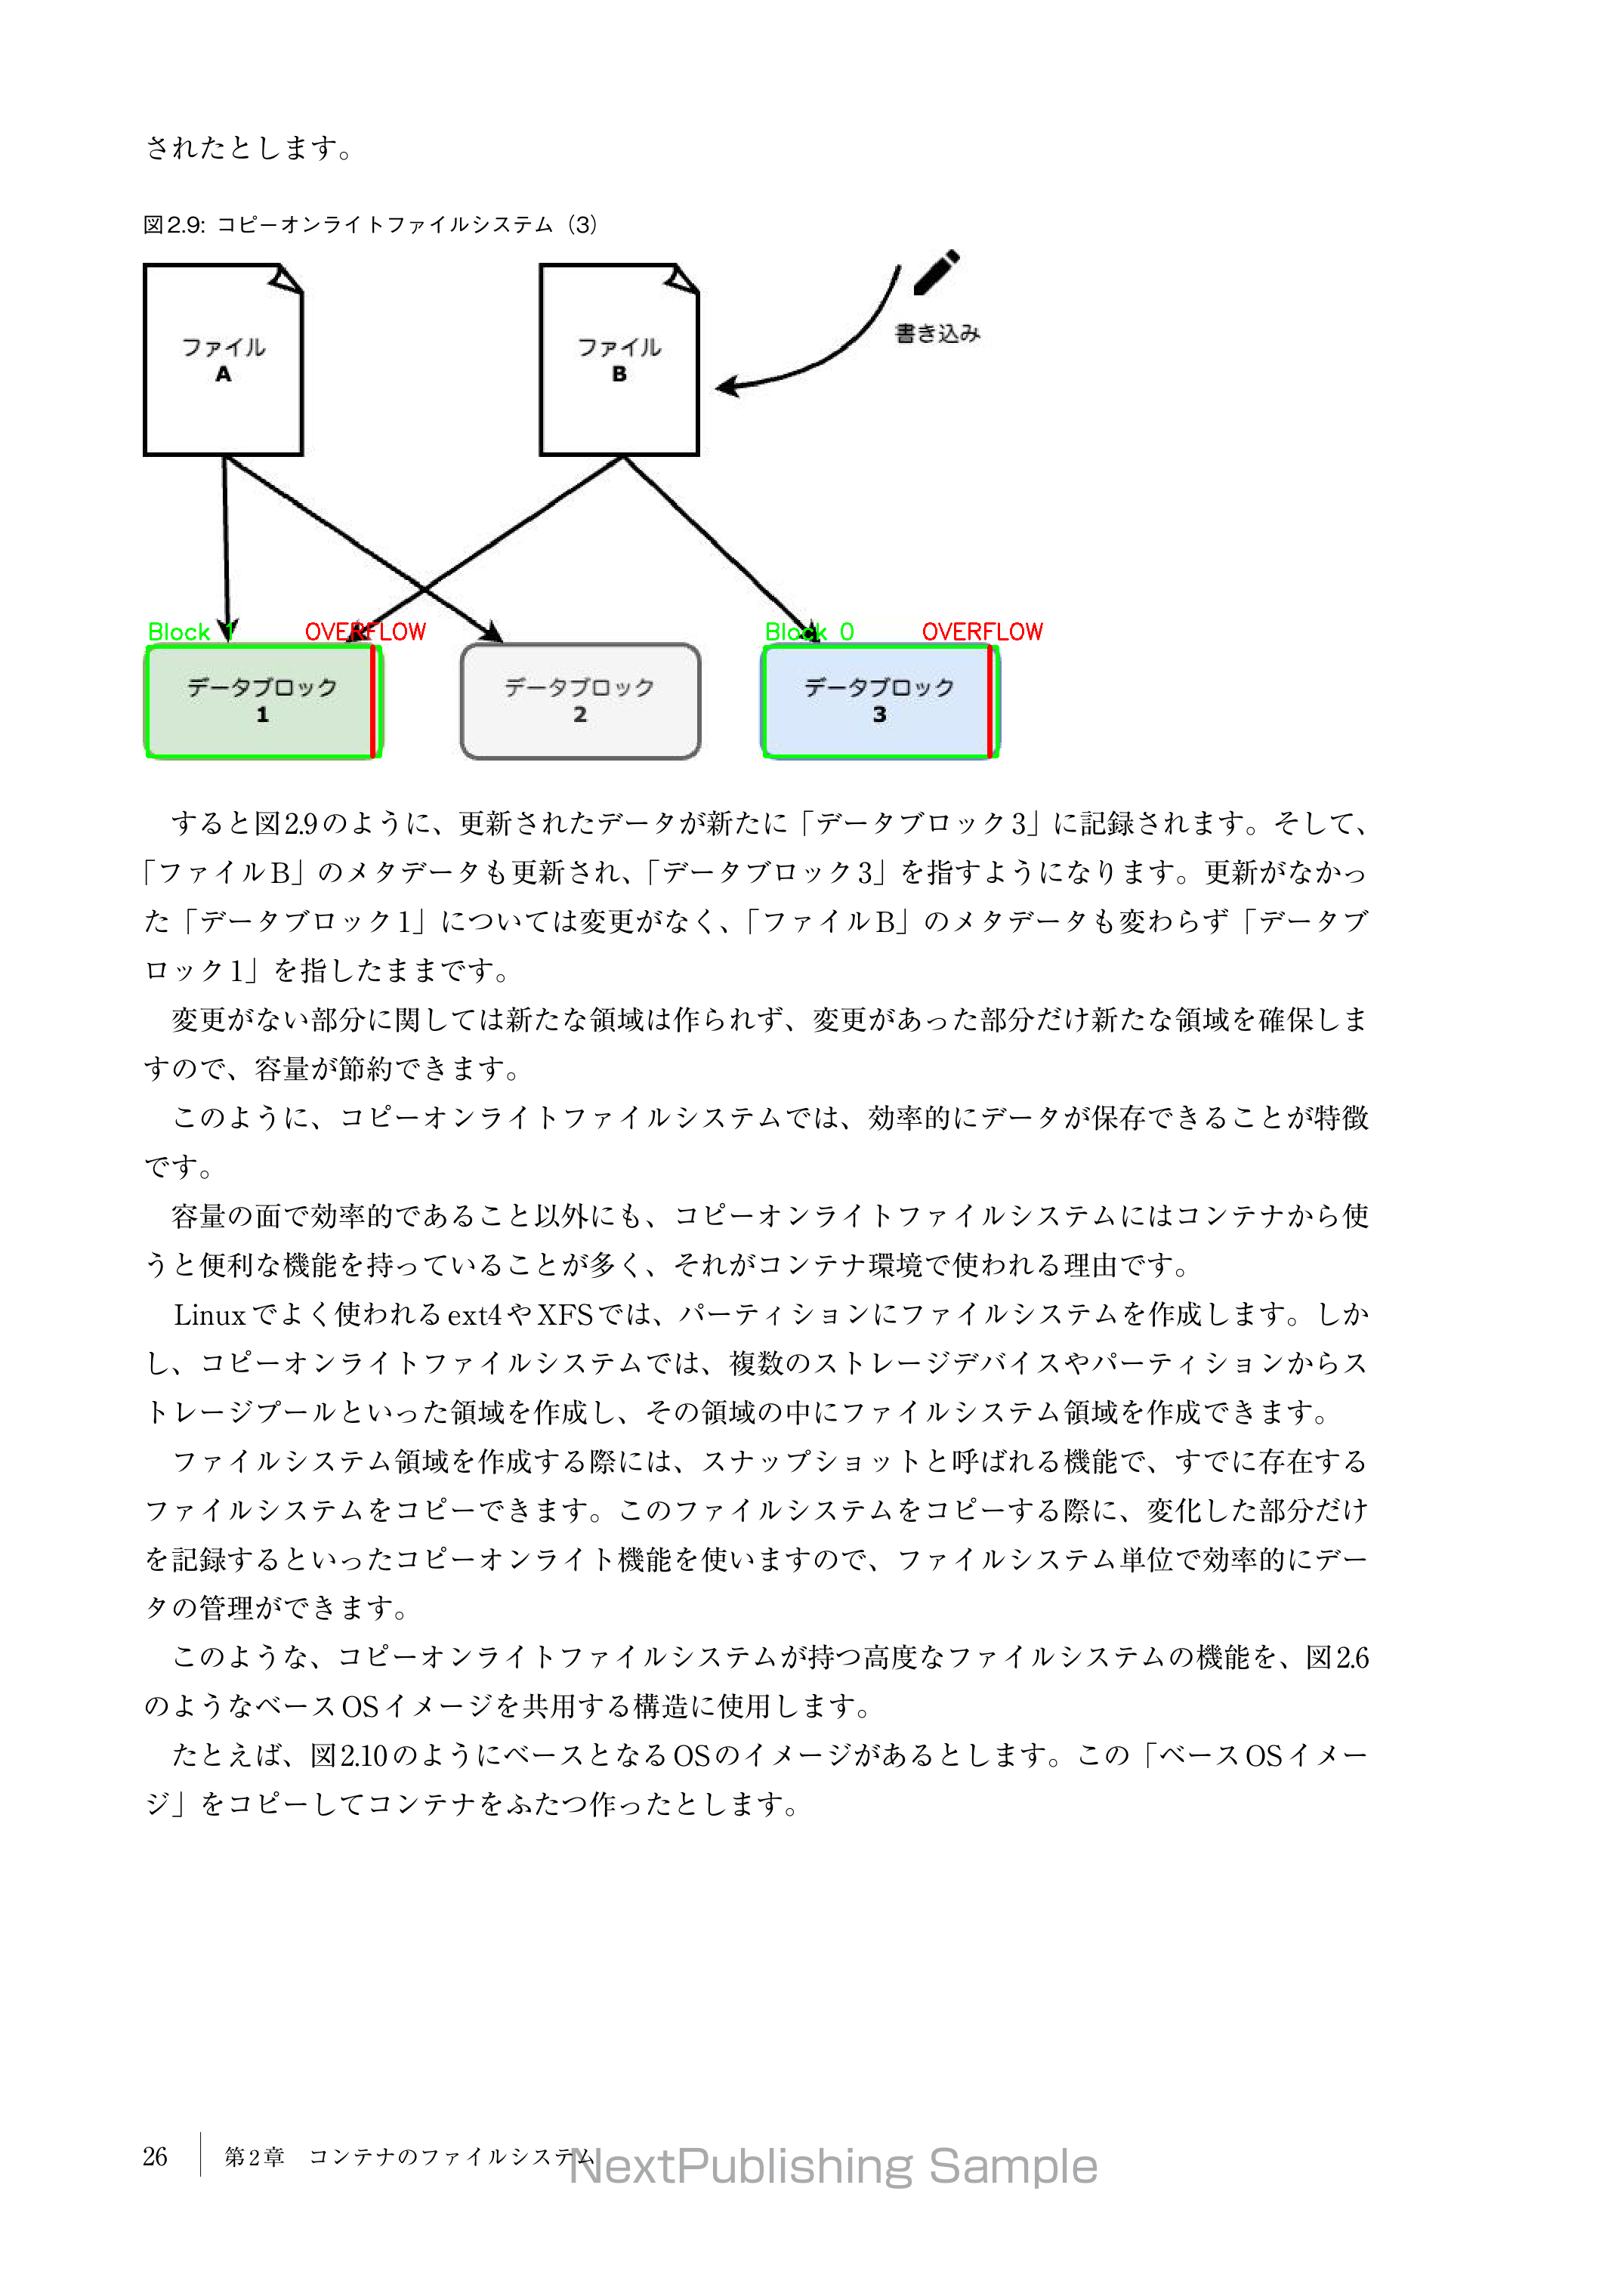 されたとします。
図2.9: コピーオンライトファイルシステム（3）
ファイル
A
ファイル
B
書き込み
Block 1
OVERFLOW
Block 0
OVERFLOW
データブロック
1
データブロック
2
データブロック
3
すると図2.9のように、更新されたデータが新たに「データブロック3」に記録されます。そして、
「ファイルB」のメタデータも更新され、「データブロック3」を指すようになります。更新がなかっ
た「データブロック1」については変更がなく、「ファイルB」のメタデータも変わらず「データブ
ロック1」を指したままです。
変更がない部分に関しては新たな領域は作られず、変更があった部分だけ新たな領域を確保しま
すので、容量が節約できます。
このように、コピーオンライトファイルシステムでは、効率的にデータが保存できることが特徴
です。
容量の面で効率的であること以外にも、コピーオンライトファイルシステムにはコンテナから使
うと便利な機能を持っていることが多く、それがコンテナ環境で使われる理由です。
Linuxでよく使われるext4やXFSでは、パーティションにファイルシステムを作成します。しか
し、コピーオンライトファイルシステムでは、複数のストレージデバイスやパーティションからス
トレージプールといった領域を作成し、その領域の中にファイルシステム領域を作成できます。
ファイルシステム領域を作成する際には、スナップショットと呼ばれる機能で、すでに存在する
ファイルシステムをコピーできます。このファイルシステムをコピーする際に、変化した部分だけ
を記録するといったコピーオンライト機能を使いますので、ファイルシステム単位で効率的にデー
タの管理ができます。
このような、コピーオンライトファイルシステムが持つ高度なファイルシステムの機能を、図2.6
のようなベースOSイメージを共用する構造に使用します。
たとえば、図2.10のようにベースとなるOSのイメージがあるとします。この「ベースOSイメー
ジ」をコピーしてコンテナをふたつ作ったとします。
26 第2章 コンテナのファイルシステム
NextPublishing Sample